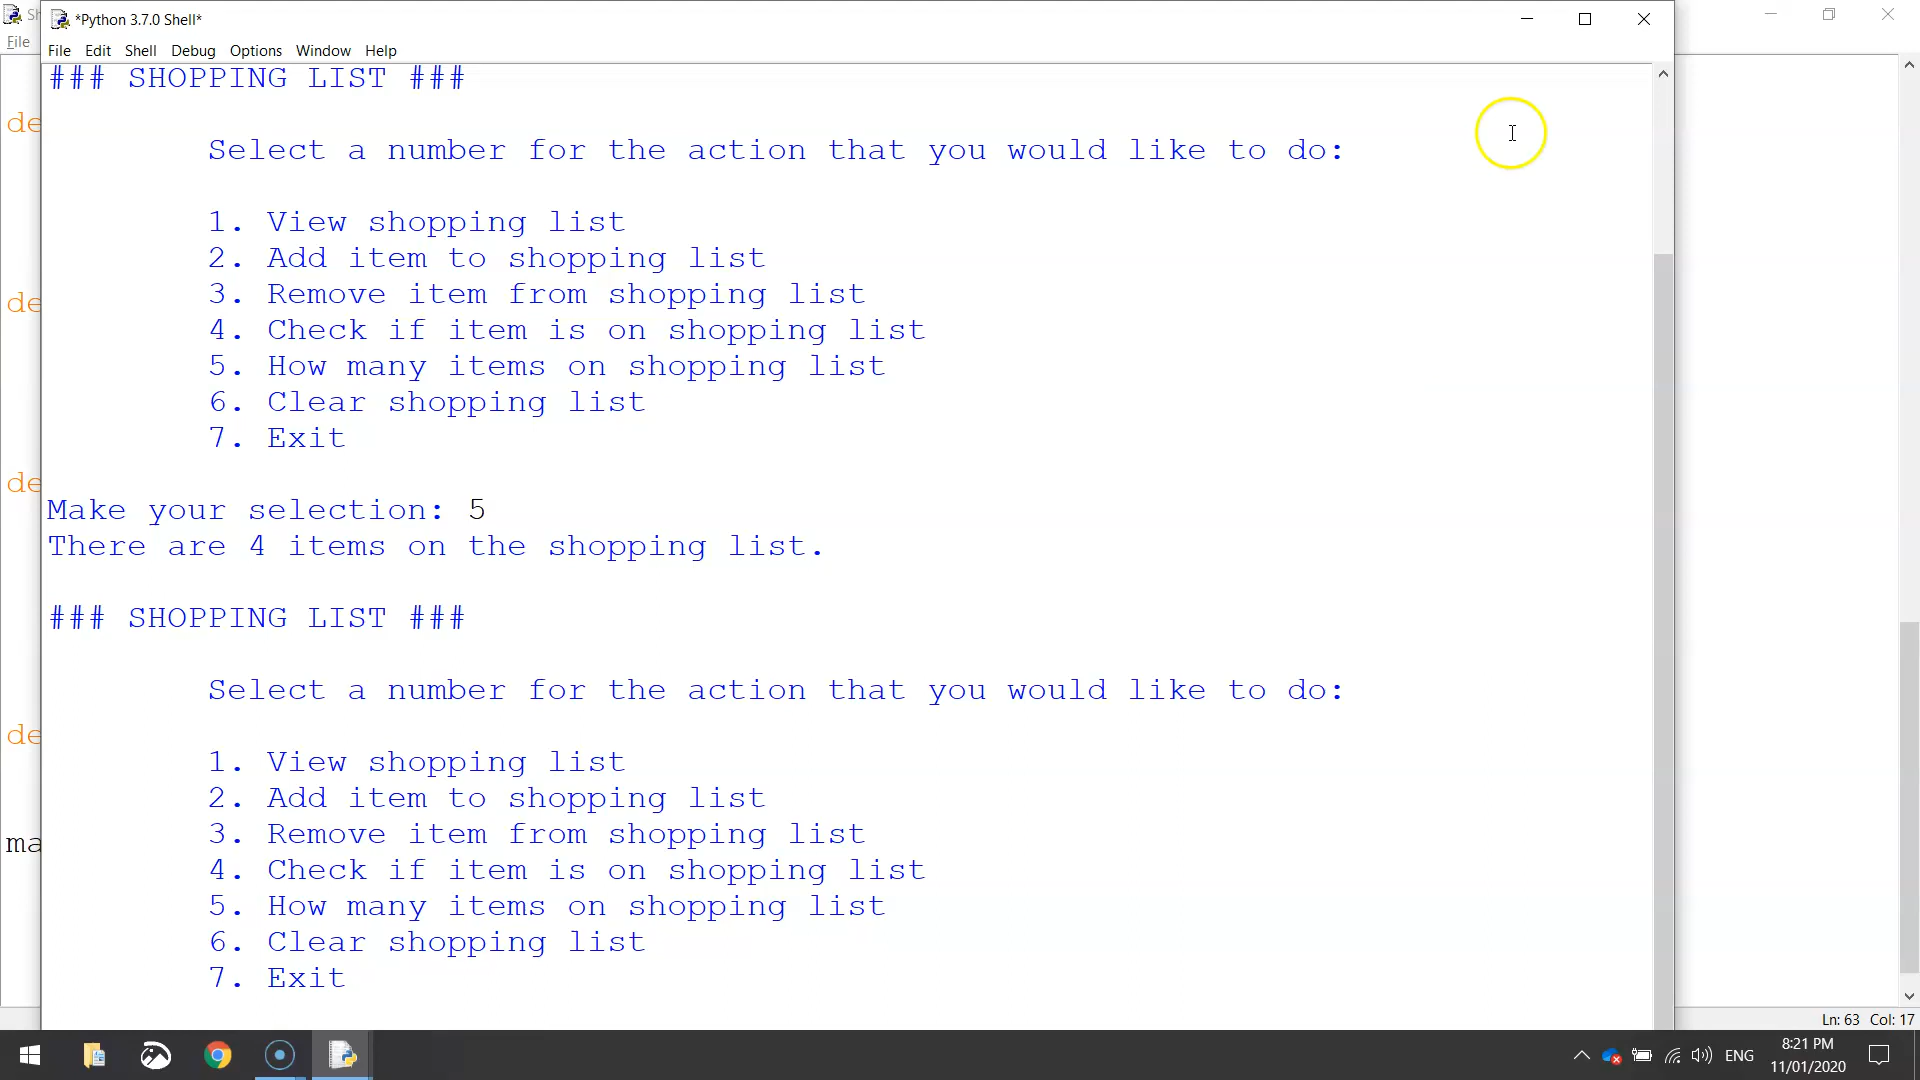 Sh
*Python 3.7.0 Shell*
File
File Edit Shell Debug Options Window Help
### SHOPPING LIST ###
de
Select a number for the action that you would like to do:
1. View shopping list
2. Add item to shopping list
3. Remove item from shopping list
de
4. Check if item is on shopping list
5. How many items on shopping list
6. Clear shopping list
7. Exit
de
Make your selection: 5
There are 4 items on the shopping list.
### SHOPPING LIST ###
Select a number for the action that you would like to do:
de
1. View shopping list
2. Add item to shopping list
3. Remove item from shopping list
ma
4. Check if item is on shopping list
5. How many items on shopping list
6. Clear shopping list
7. Exit
Ln: 63 Col: 17
ENG
8:21 PM
11/01/2020